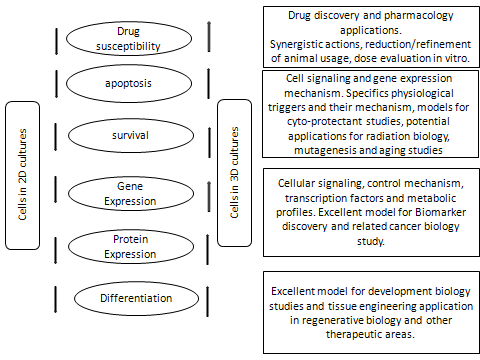 Cells in 2D cultures
Drug
susceptibility
apoptosis
survival
Gene
Expression
Protein
Expression
Differentiation
Cells in 3D cultures
Drug discovery and pharmacology
applications.
Synergistic actions, reduction/refinement
of animal usage, dose evaluation in vitro.
Cell signaling and gene expression
mechanism. Specifics physiological
triggers and their mechanism, models for
cyto-protectant studies, potential
applications for radiation biology,
mutagenesis and aging studies
Cellular signaling, control mechanism,
transcription factors and metabolic
profiles. Excellent model for Biomarker
discovery and related cancer biology
study.
Excellent model for development biology
studies and tissue engineering application
in regenerative biology and other
therapeutic areas.